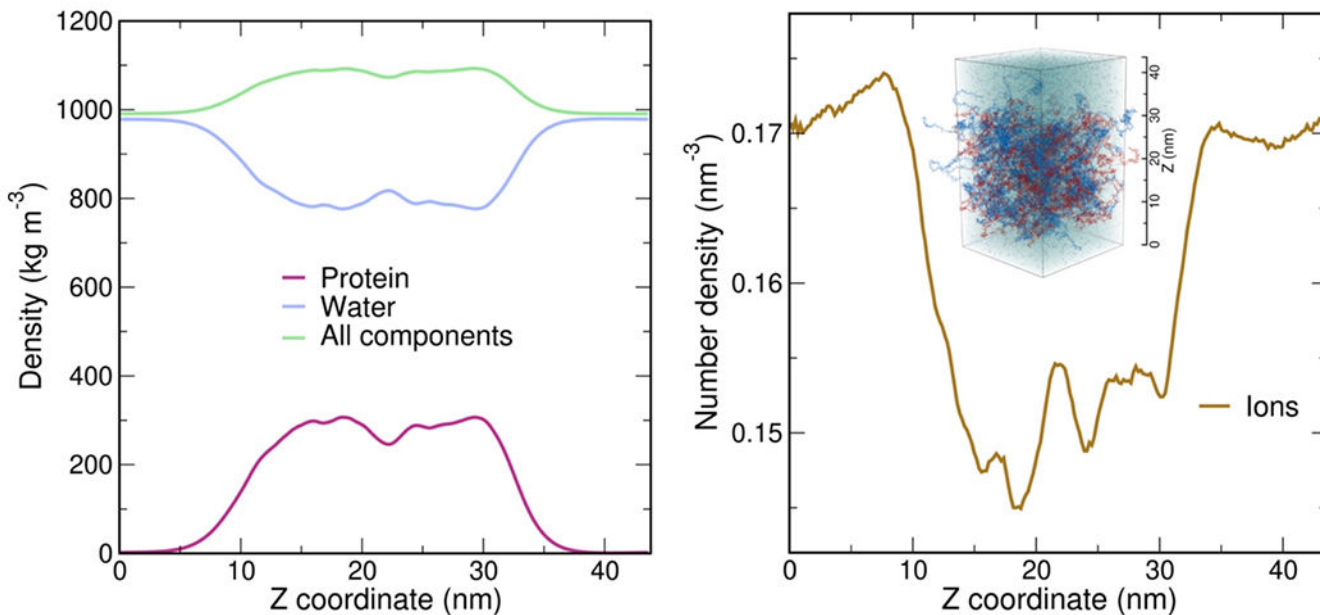 1200
1000
800
600
400
200
0
Density (kg m⁻³)
Protein
Water
All components
0 10 20 30 40
Z coordinate (nm)
0.17
0.16
0.15
Number density (nm⁻³)
40
30
20
10
0
Z (nm)
Ions
0 10 20 30 40
Z coordinate (nm)